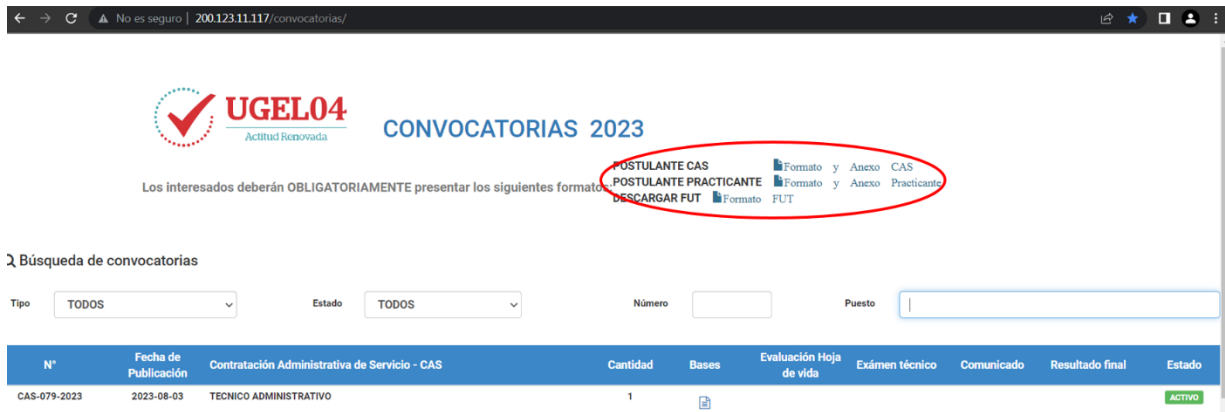 No es seguro | 200.123.11.117/convocatorias/
UGEL04
Actitud Renovada
CONVOCATORIAS 2023
Los interesados deberán OBLIGATORIAMENTE presentar los siguientes formatos:
POSTULANTE CAS Formato y Anexo CAS
POSTULANTE PRACTICANTE Formato y Anexo Practicante
DESCARGAR FUT Formato FUT
Búsqueda de convocatorias
Tipo TODOS Estado TODOS Número Puesto
N° Fecha de Publicación Contratación Administrativa de Servicio - CAS Cantidad Bases Evaluación Hoja de vida Exámen técnico Comunicado Resultado final Estado
CAS-079-2023 2023-08-03 TECNICO ADMINISTRATIVO 1 ACTIVO